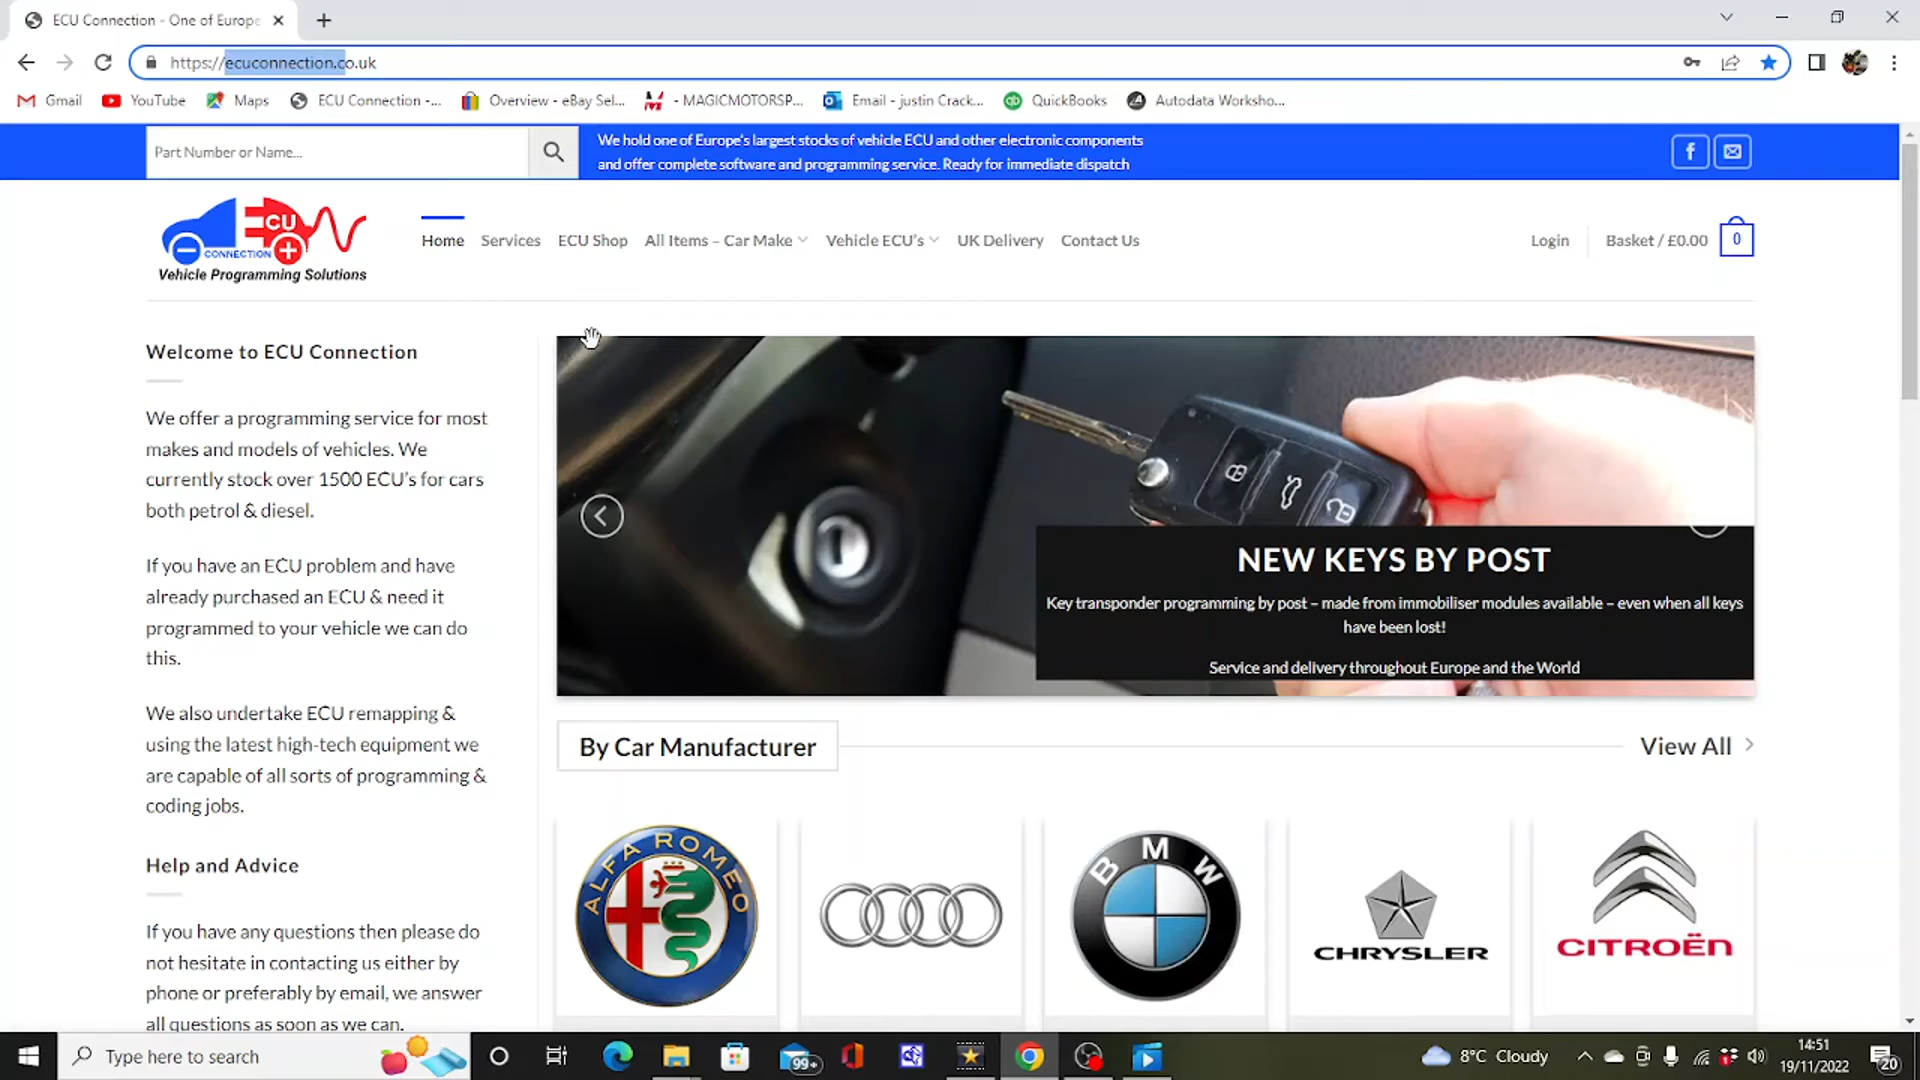 ECU Connection - One of Europe
https://ecuconnection.co.uk
Gmail
YouTube
Maps
ECU Connection -...
Overview - eBay Sel...
- MAGICMOTORSP...
Email - justin Crack...
QuickBooks
Autodata Worksho...
Part Number or Name...
We hold one of Europe's largest stocks of vehicle ECU and other electronic components
and offer complete software and programming service. Ready for immediate dispatch
ECU
CONNECTION
Vehicle Programming Solutions
Home
Services
ECU Shop
All Items – Car Make
Vehicle ECU's
UK Delivery
Contact Us
Login
Basket / £0.00
0
Welcome to ECU Connection
We offer a programming service for most
makes and models of vehicles. We
currently stock over 1500 ECU's for cars
both petrol & diesel.
If you have an ECU problem and have
already purchased an ECU & need it
programmed to your vehicle we can do
this.
We also undertake ECU remapping &
using the latest high-tech equipment we
are capable of all sorts of programming &
coding jobs.
Help and Advice
If you have any questions then please do
not hesitate in contacting us either by
phone or preferably by email, we answer
all questions as soon as we can.
NEW KEYS BY POST
Key transponder programming by post – made from immobiliser modules available – even when all keys
have been lost!
Service and delivery throughout Europe and the World
By Car Manufacturer
View All
ALFA ROMEO
BMW
CHRYSLER
CITROËN
Type here to search
99+
8°C Cloudy
14:51
19/11/2022
20